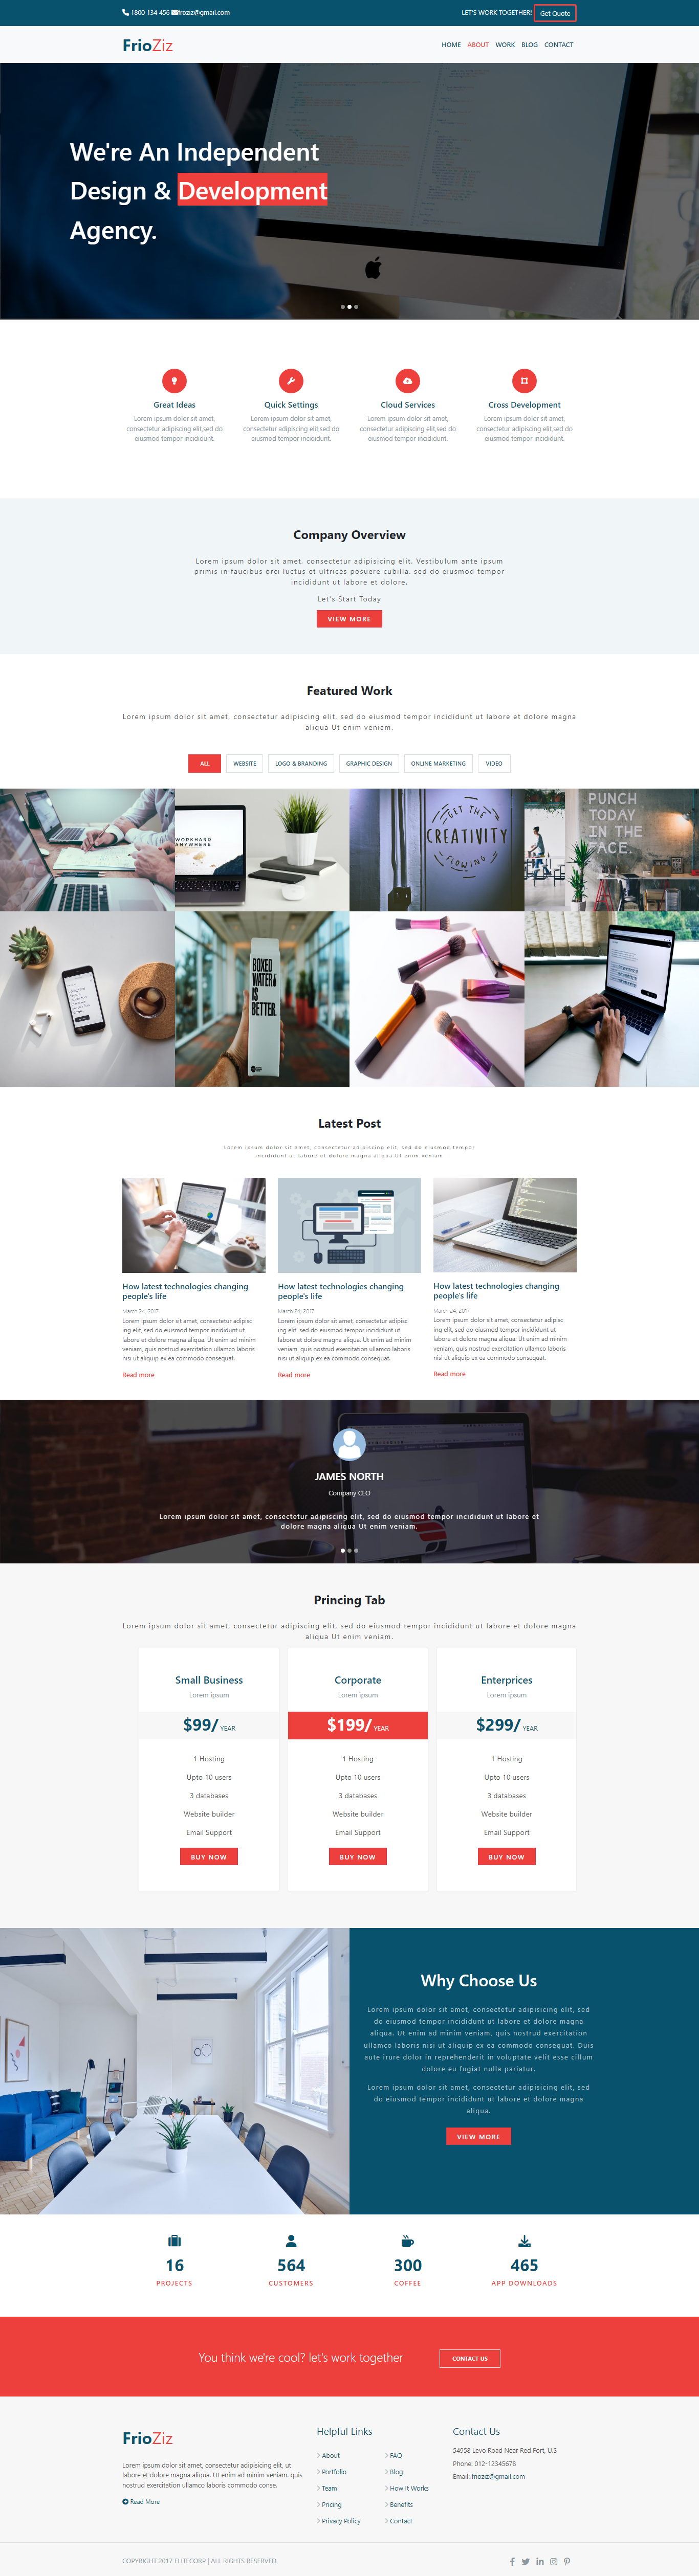 1800 134 456 froziz@gmail.com
LET'S WORK TOGETHER! Get Quote
FrioZiz
HOME ABOUT WORK BLOG CONTACT
We're An Independent
Design & Development
Agency.
Great Ideas
Lorem ipsum dolor sit amet,
consectetur adipiscing elit,sed do
eiusmod tempor incididunt.
Quick Settings
Lorem ipsum dolor sit amet,
consectetur adipiscing elit,sed do
eiusmod tempor incididunt.
Cloud Services
Lorem ipsum dolor sit amet,
consectetur adipiscing elit,sed do
eiusmod tempor incididunt.
Cross Development
Lorem ipsum dolor sit amet,
consectetur adipiscing elit,sed do
eiusmod tempor incididunt.
Company Overview
Lorem ipsum dolor sit amet, consectetur adipisicing elit. Vestibulum ante ipsum
primis in faucibus orci luctus et ultrices posuere cubilla. sed do eiusmod tempor
incididunt ut labore et dolore.
Let's Start Today
VIEW MORE
Featured Work
Lorem ipsum dolor sit amet, consectetur adipiscing elit, sed do eiusmod tempor incididunt ut labore et dolore magna
aliqua Ut enim veniam.
ALL WEBSITE LOGO & BRANDING GRAPHIC DESIGN ONLINE MARKETING VIDEO
WORKHARD
ANYWHERE
GET THE
CREATIVITY
FLOWING
PUNCH
TODAY
IN THE
FACE.
BOXED
WATER
IS
BETTER.
Latest Post
Lorem ipsum dolor sit amet, consectetur adipiscing elit, sed do eiusmod tempor
incididunt ut labore et dolore magna aliqua Ut enim veniam
How latest technologies changing
people's life
March 24, 2017
Lorem ipsum dolor sit amet, consectetur adipisc
ing elit, sed do eiusmod tempor incididunt ut
labore et dolore magna aliqua. Ut enim ad minim
veniam, quis nostrud exercitation ullamco laboris
nisi ut aliquip ex ea commodo consequat.
Read more
How latest technologies changing
people's life
March 24, 2017
Lorem ipsum dolor sit amet, consectetur adipisc
ing elit, sed do eiusmod tempor incididunt ut
labore et dolore magna aliqua. Ut enim ad minim
veniam, quis nostrud exercitation ullamco laboris
nisi ut aliquip ex ea commodo consequat.
Read more
How latest technologies changing
people's life
March 24, 2017
Lorem ipsum dolor sit amet, consectetur adipisc
ing elit, sed do eiusmod tempor incididunt ut
labore et dolore magna aliqua. Ut enim ad minim
veniam, quis nostrud exercitation ullamco laboris
nisi ut aliquip ex ea commodo consequat.
Read more
JAMES NORTH
Company CEO
Lorem ipsum dolor sit amet, consectetur adipiscing elit, sed do eiusmod tempor incididunt ut labore et
dolore magna aliqua Ut enim veniam.
Princing Tab
Lorem ipsum dolor sit amet, consectetur adipiscing elit, sed do eiusmod tempor incididunt ut labore et dolore magna
aliqua Ut enim veniam.
Small Business
Lorem ipsum
$99/ YEAR
1 Hosting
Upto 10 users
3 databases
Website builder
Email Support
BUY NOW
Corporate
Lorem ipsum
$199/ YEAR
1 Hosting
Upto 10 users
3 databases
Website builder
Email Support
BUY NOW
Enterprices
Lorem ipsum
$299/ YEAR
1 Hosting
Upto 10 users
3 databases
Website builder
Email Support
BUY NOW
Why Choose Us
Lorem ipsum dolor sit amet, consectetur adipisicing elit, sed
do eiusmod tempor incididunt ut labore et dolore magna
aliqua. Ut enim ad minim veniam, quis nostrud exercitation
ullamco laboris nisi ut aliquip ex ea commodo consequat. Duis
aute irure dolor in reprehenderit in voluptate velit esse cillum
dolore eu fugiat nulla pariatur.
Lorem ipsum dolor sit amet, consectetur adipisicing elit, sed
do eiusmod tempor incididunt ut labore et dolore magna
aliqua.
VIEW MORE
16
PROJECTS
564
CUSTOMERS
300
COFFEE
465
APP DOWNLOADS
You think we're cool? let's work together
CONTACT US
FrioZiz
Lorem ipsum dolor sit amet, consectetur adipisicing elit, ut
labore et dolore magna aliqua. Ut enim ad minim veniam, quis
nostrud exercitation ullamco laboris commodo conse.
Read More
Helpful Links
About
Portfolio
Team
Pricing
Privacy Policy
FAQ
Blog
How It Works
Benefits
Contact
Contact Us
54958 Levo Road Near Red Fort, U.S
Phone: 012-12345678
Email: frioziz@gmail.com
COPYRIGHT 2017 ELITECORP | ALL RIGHTS RESERVED